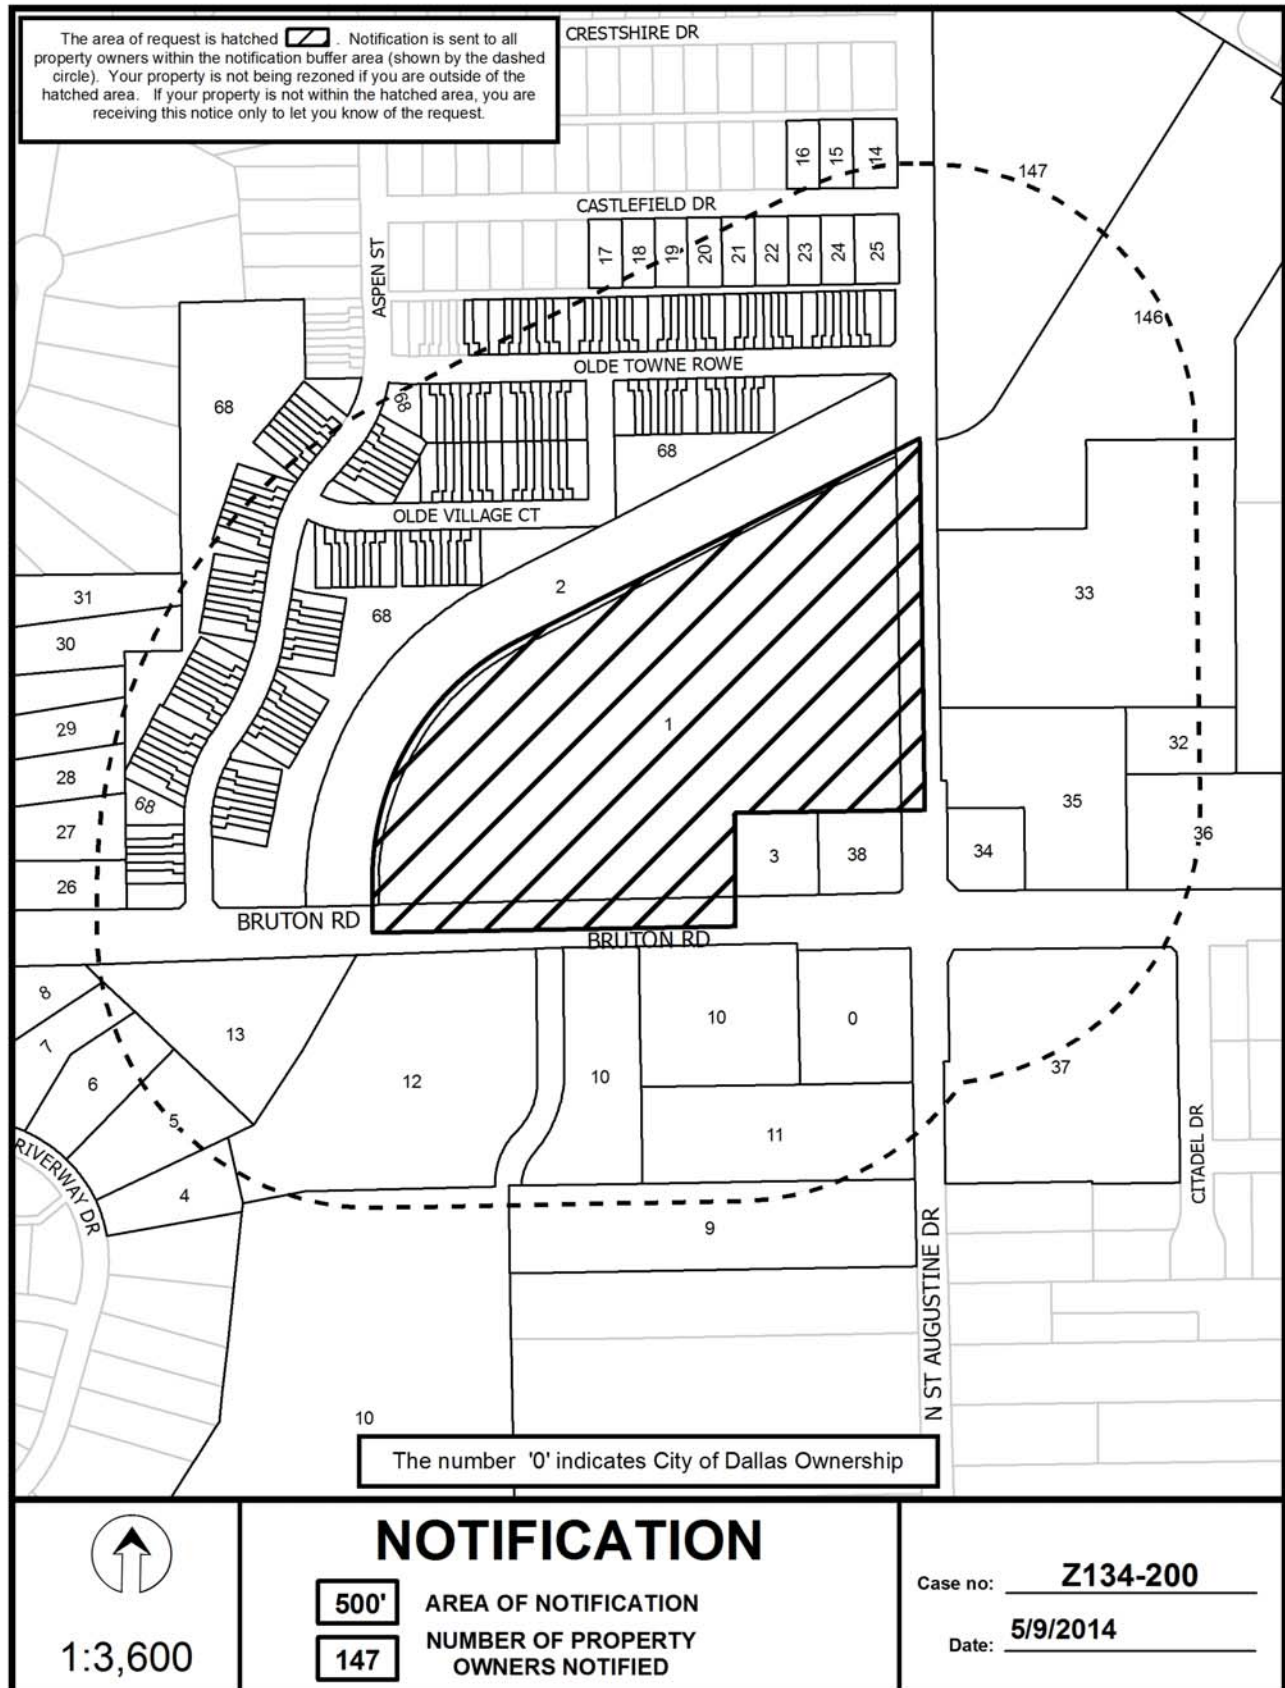 The area of request is hatched . Notification is sent to all
property owners within the notification buffer area (shown by the dashed
circle). Your property is not being rezoned if you are outside of the
hatched area. If your property is not within the hatched area, you are
receiving this notice only to let you know of the request.
CRESTSHIRE DR
16
15
14
147
CASTLEFIELD DR
ASPEN ST
17
18
19
20
21
22
23
24
25
146
OLDE TOWNE ROWE
68
68
68
OLDE VILLAGE CT
2
33
31
68
30
1
29
32
28
68
35
27
36
3
38
34
26
BRUTON RD
BRUTON RD
8
13
10
0
7
6
12
10
37
5
11
RIVERWAY DR
4
CITADEL DR
9
N ST AUGUSTINE DR
10
The number '0' indicates City of Dallas Ownership
1:3,600
NOTIFICATION
500' AREA OF NOTIFICATION
147 NUMBER OF PROPERTY
OWNERS NOTIFIED
Case no: Z134-200
Date: 5/9/2014